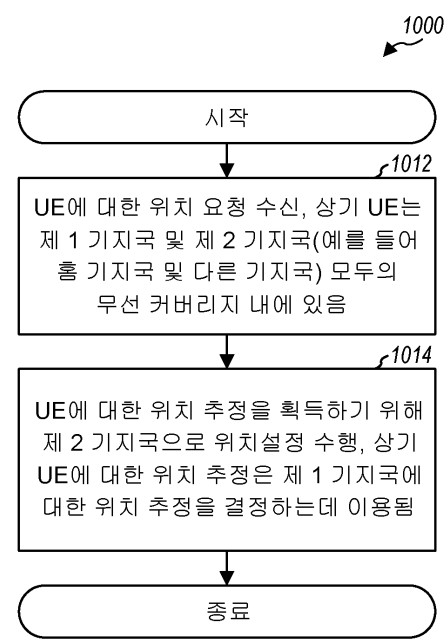 1000
시작
1012
UE에 대한 위치 요청 수신, 상기 UE는
제 1 기지국 및 제 2 기지국(예를 들어
홈 기지국 및 다른 기지국) 모두의
무선 커버리지 내에 있음
1014
UE에 대한 위치 추정을 획득하기 위해
제 2 기지국으로 위치설정 수행, 상기
UE에 대한 위치 추정은 제 1 기지국에
대한 위치 추정을 결정하는데 이용됨
종료